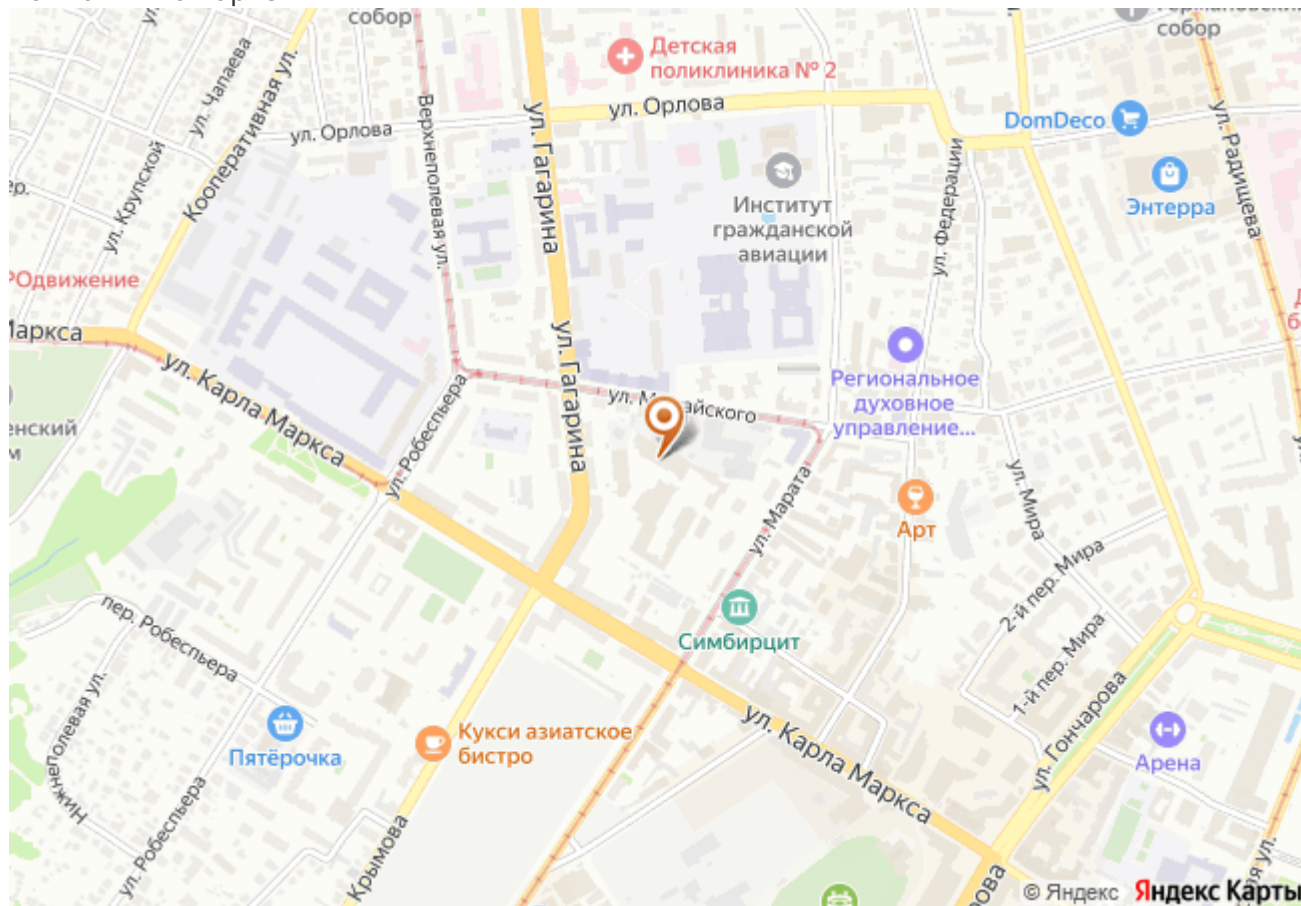 собор
Германовский
собор
Детская
поликлиника № 2
ул. Чапаева
Кооперативная ул.
ул. Орлова
ул. Орлова
Верхнеполевая ул.
ул. Гагарина
DomDeco
ул. Радищева
Энтерра
Институт
гражданской
авиации
ул. Федерации
ул. Крупской
РОдвижение
Маркса
ул. Карла Маркса
ул. Гагарина
ул. Робеспьера
Региональное
духовное
управление...
ул. Марата
ул. Мира
Арт
2-й пер. Мира
1-й пер. Мира
Симбирцит
пер. Робеспьера
Нижнеполевая ул.
Пятёрочка
Кукси азиатское
бистро
ул. Карла Маркса
ул. Гончарова
Арена
ул. Робеспьера
Крымова
© Яндекс Яндекс Карты